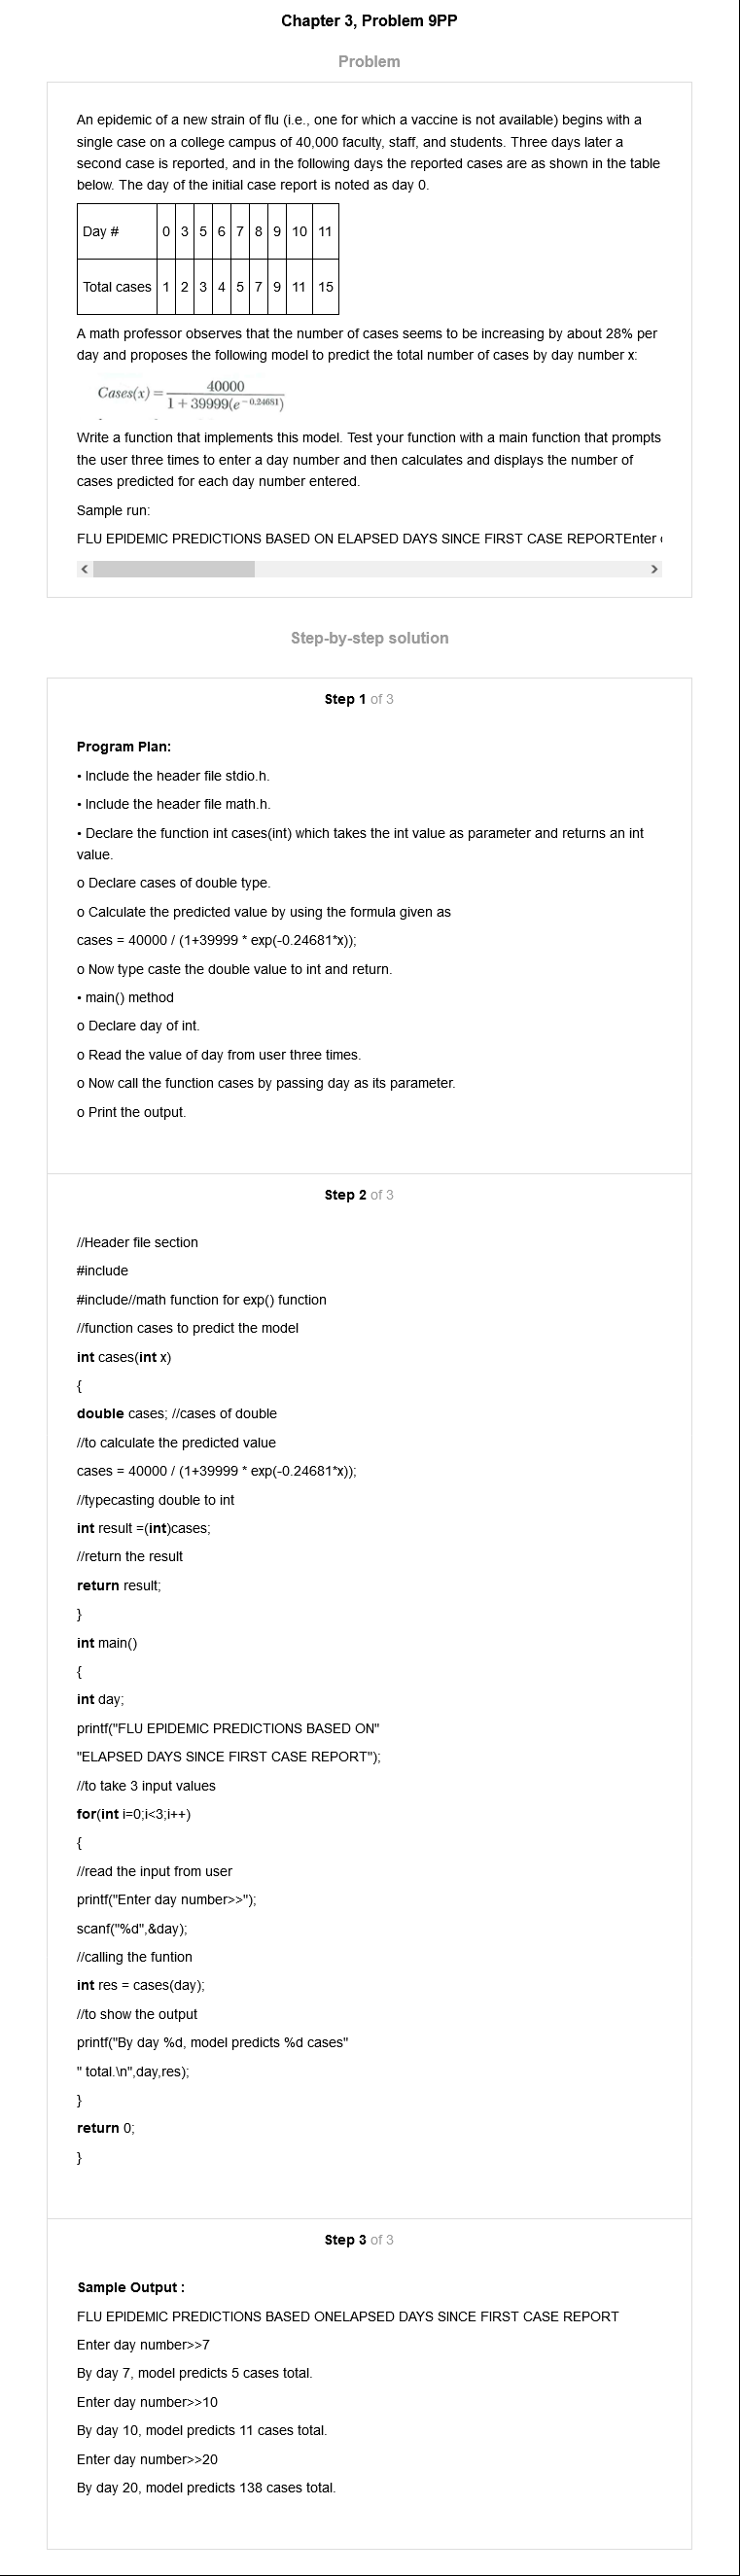 Chapter 3, Problem 9PP
Problem
An epidemic of a new strain of flu (i.e., one for which a vaccine is not available) begins with a
single case on a college campus of 40,000 faculty, staff, and students. Three days later a
second case is reported, and in the following days the reported cases are as shown in the table
below. The day of the initial case report is noted as day 0.
Day # 0 3 5 6 7 8 9 10 11
Total cases 1 2 3 4 5 7 9 11 15
A math professor observes that the number of cases seems to be increasing by about 28% per
day and proposes the following model to predict the total number of cases by day number x:
Cases(x) = 40000 / 1 + 39999(e^-0.24681)
Write a function that implements this model. Test your function with a main function that prompts
the user three times to enter a day number and then calculates and displays the number of
cases predicted for each day number entered.
Sample run:
FLU EPIDEMIC PREDICTIONS BASED ON ELAPSED DAYS SINCE FIRST CASE REPORTEnter
Step-by-step solution
Step 1 of 3
Program Plan:
• Include the header file stdio.h.
• Include the header file math.h.
• Declare the function int cases(int) which takes the int value as parameter and returns an int
value.
o Declare cases of double type.
o Calculate the predicted value by using the formula given as
cases = 40000 / (1+39999 * exp(-0.24681*x));
o Now type caste the double value to int and return.
• main() method
o Declare day of int.
o Read the value of day from user three times.
o Now call the function cases by passing day as its parameter.
o Print the output.
Step 2 of 3
//Header file section
#include
#include//math function for exp() function
//function cases to predict the model
int cases(int x)
{
double cases; //cases of double
//to calculate the predicted value
cases = 40000 / (1+39999 * exp(-0.24681*x));
//typecasting double to int
int result =(int)cases;
//return the result
return result;
}
int main()
{
int day;
printf("FLU EPIDEMIC PREDICTIONS BASED ON"
"ELAPSED DAYS SINCE FIRST CASE REPORT");
//to take 3 input values
for(int i=0;i<3;i++)
{
//read the input from user
printf("Enter day number>>");
scanf("%d",&day);
//calling the funtion
int res = cases(day);
//to show the output
printf("By day %d, model predicts %d cases"
" total.\n",day,res);
}
return 0;
}
Step 3 of 3
Sample Output :
FLU EPIDEMIC PREDICTIONS BASED ONELAPSED DAYS SINCE FIRST CASE REPORT
Enter day number>>7
By day 7, model predicts 5 cases total.
Enter day number>>10
By day 10, model predicts 11 cases total.
Enter day number>>20
By day 20, model predicts 138 cases total.